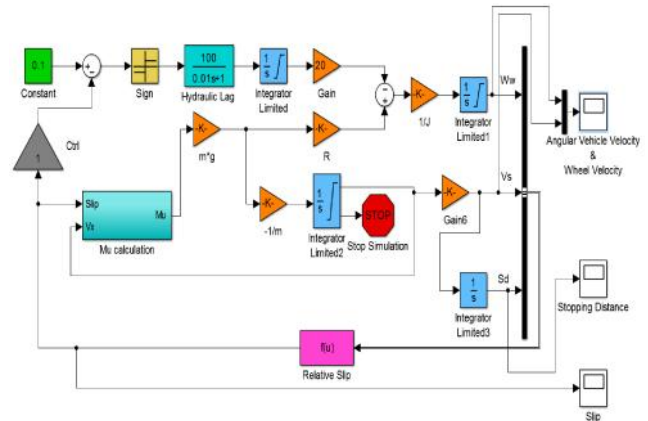 0.1
Constant
+
-
Sign
100
0.01s+1
Hydraulic Lag
1
s
Integrator
Limited
20
Gain
-
+
-K-
1/J
1
s
Integrator
Limited1
Ww
Angular Vehicle Velocity
&
Wheel Velocity
1
Ctrl
-K-
m*g
-K-
R
Slip
Vx
Mu
Mu calculation
-K-
-1/m
1
s
Integrator
Limited2
STOP
Stop Simulation
-K-
Gain6
Vs
1
s
Integrator
Limited3
Sd
Stopping Distance
f(u)
Relative Slip
Slip